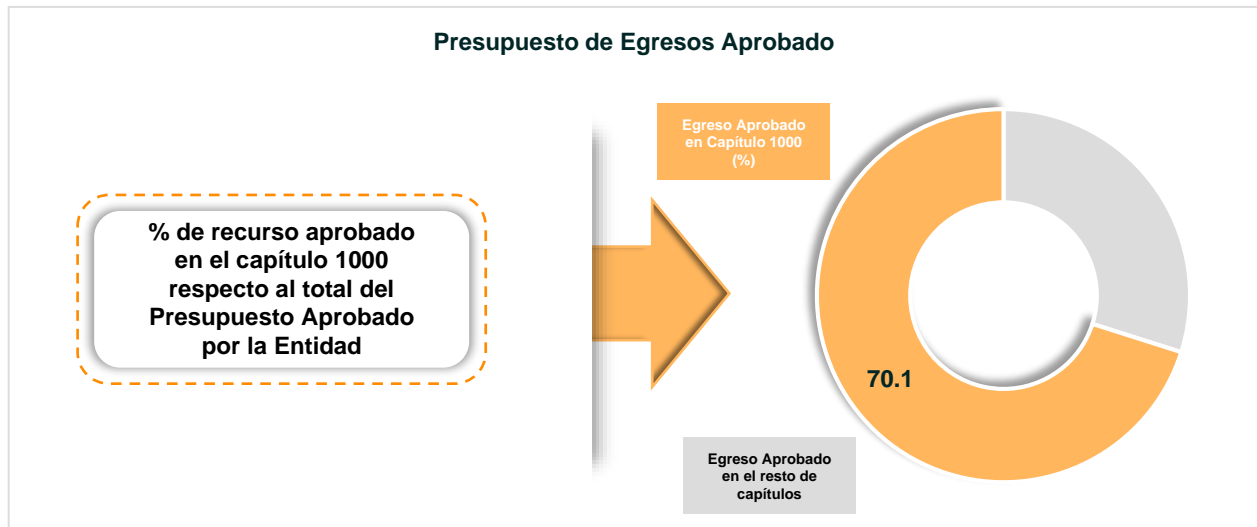 Presupuesto de Egresos Aprobado
Egreso Aprobado
en Capítulo 1000
(%)
% de recurso aprobado
en el capítulo 1000
respecto al total del
Presupuesto Aprobado
por la Entidad
70.1
Egreso Aprobado
en el resto de
capítulos